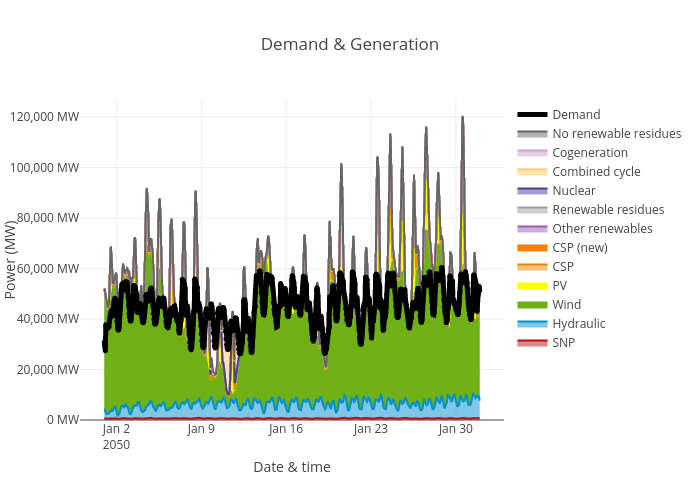 Demand & Generation
120,000 MW
100,000 MW
80,000 MW
60,000 MW
40,000 MW
20,000 MW
0 MW
Power (MW)
Jan 2
2050
Jan 9
Jan 16
Jan 23
Jan 30
Date & time
Demand
No renewable residues
Cogeneration
Combined cycle
Nuclear
Renewable residues
Other renewables
CSP (new)
CSP
PV
Wind
Hydraulic
SNP